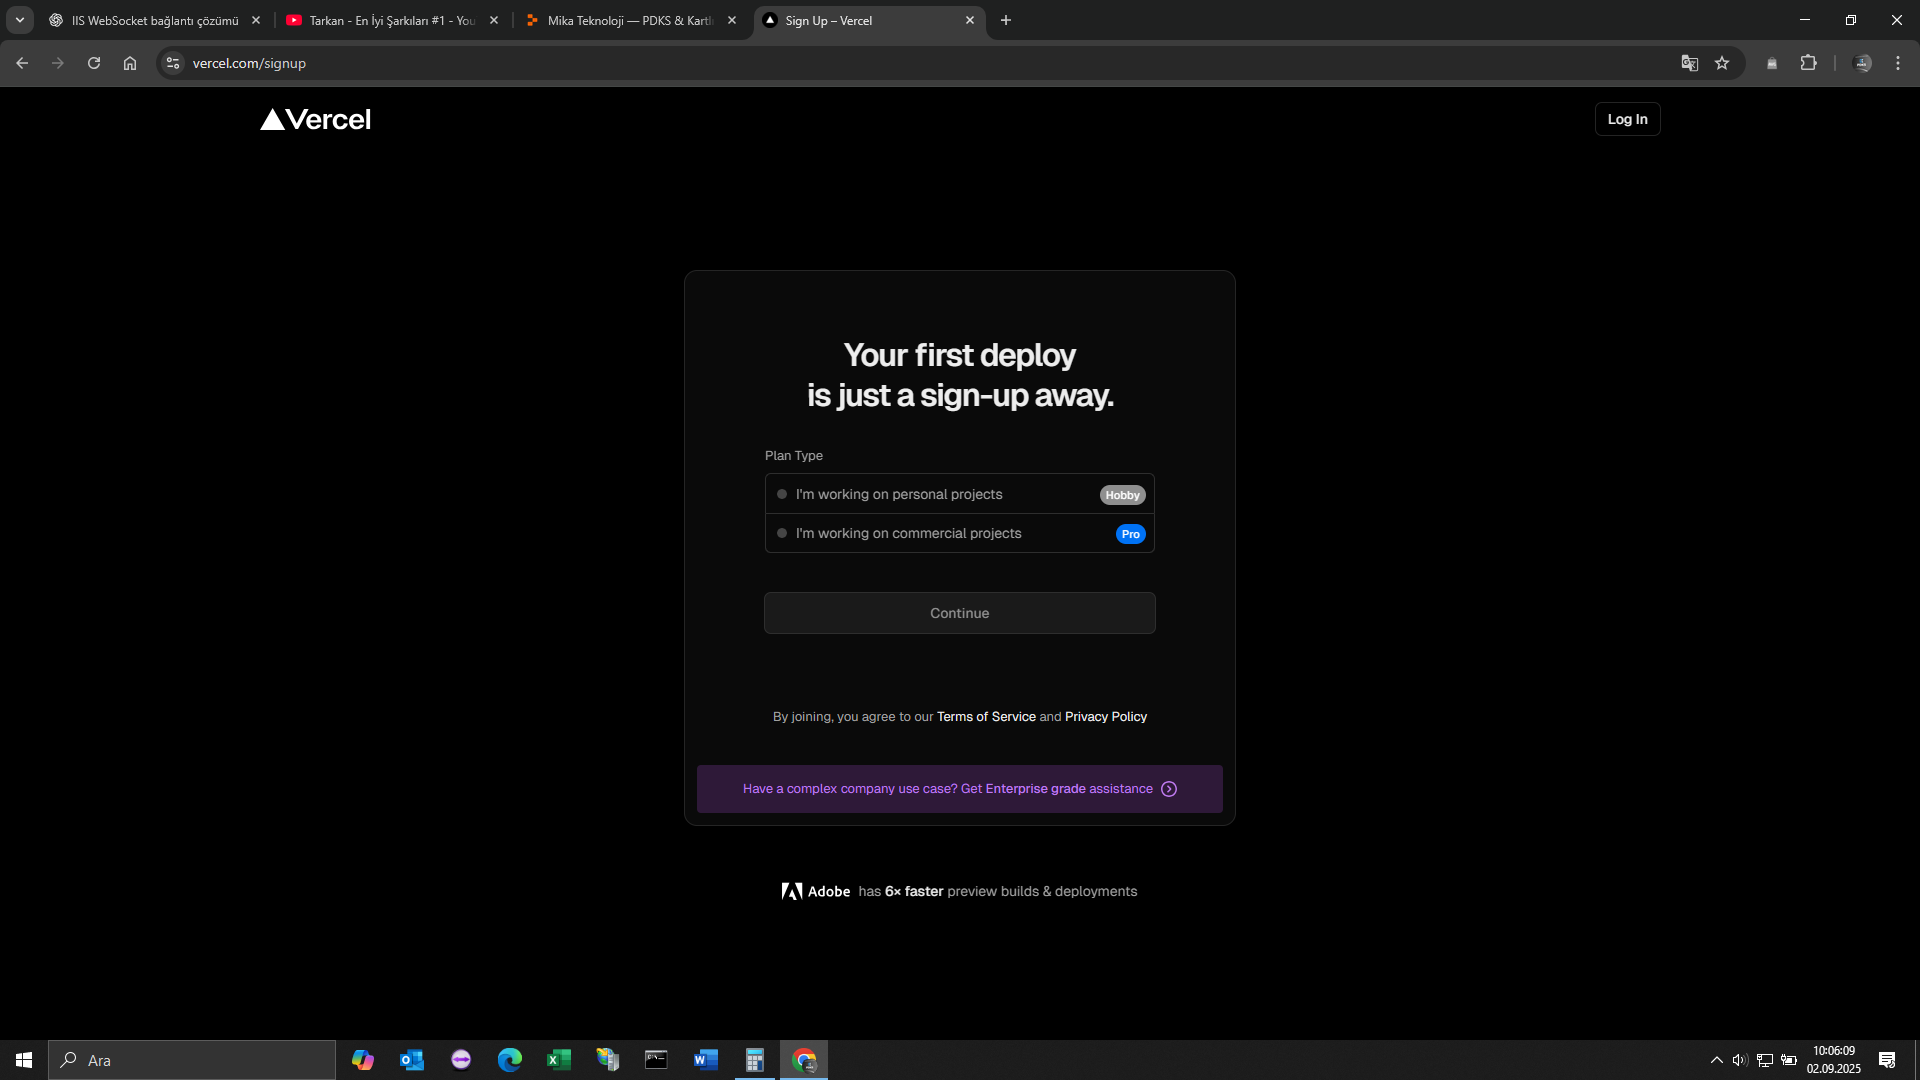 IIS WebSocket bağlantı çözümü
Tarkan - En İyi Şarkıları #1 - You
Mika Teknoloji — PDKS & Kartl
Sign Up – Vercel
vercel.com/signup
Vercel
Log In
Your first deploy
is just a sign-up away.
Plan Type
I'm working on personal projects
Hobby
I'm working on commercial projects
Pro
Continue
By joining, you agree to our Terms of Service and Privacy Policy
Have a complex company use case? Get Enterprise grade assistance
Adobe has 6× faster preview builds & deployments
Ara
10:06:09
02.09.2025